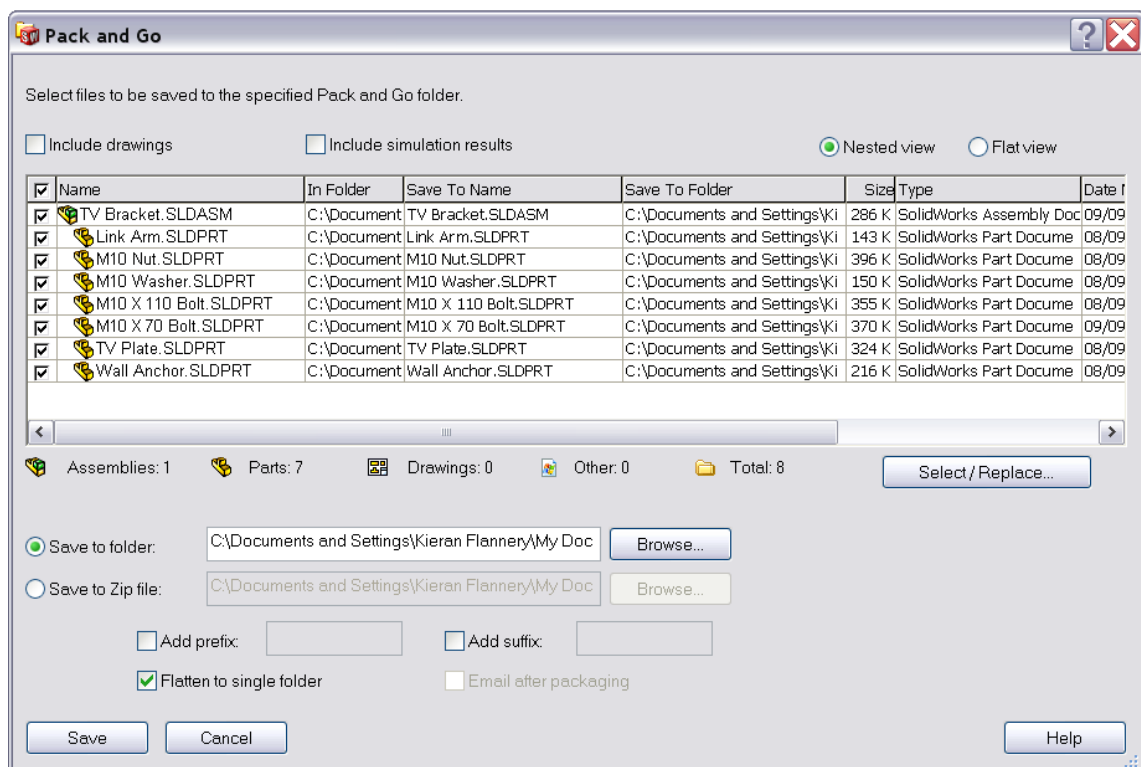 Pack and Go
Select files to be saved to the specified Pack and Go folder.
Include drawings Include simulation results Nested view Flat view
Name In Folder Save To Name Save To Folder Size Type Date
TV Bracket.SLDASM C:\Document TV Bracket.SLDASM C:\Documents and Settings\Ki 286 K SolidWorks Assembly Doc 09/09
Link Arm.SLDPRT C:\Document Link Arm.SLDPRT C:\Documents and Settings\Ki 143 K SolidWorks Part Docume 08/09
M10 Nut.SLDPRT C:\Document M10 Nut.SLDPRT C:\Documents and Settings\Ki 396 K SolidWorks Part Docume 08/09
M10 Washer.SLDPRT C:\Document M10 Washer.SLDPRT C:\Documents and Settings\Ki 150 K SolidWorks Part Docume 08/09
M10 X 110 Bolt.SLDPRT C:\Document M10 X 110 Bolt.SLDPRT C:\Documents and Settings\Ki 355 K SolidWorks Part Docume 08/09
M10 X 70 Bolt.SLDPRT C:\Document M10 X 70 Bolt.SLDPRT C:\Documents and Settings\Ki 370 K SolidWorks Part Docume 09/09
TV Plate.SLDPRT C:\Document TV Plate.SLDPRT C:\Documents and Settings\Ki 324 K SolidWorks Part Docume 08/09
Wall Anchor.SLDPRT C:\Document Wall Anchor.SLDPRT C:\Documents and Settings\Ki 216 K SolidWorks Part Docume 08/09
Assemblies: 1 Parts: 7 Drawings: 0 Other: 0 Total: 8 Select / Replace...
Save to folder: C:\Documents and Settings\Kieran Flannery\My Doc Browse...
Save to Zip file: C:\Documents and Settings\Kieran Flannery\My Doc Browse...
Add prefix: Add suffix:
Flatten to single folder Email after packaging
Save Cancel Help